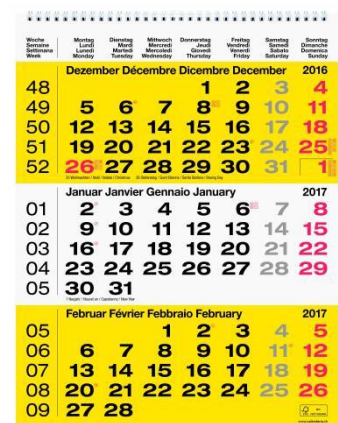 Woche Montag Dienstag Mittwoch Donnerstag Freitag Samstag Sonntag
Semaine Lundi Mardi Mercredi Jeudi Vendredi Samedi Dimanche
Settimana Lunedì Martedì Mercoledì Giovedì Venerdì Sabato Domenica
Week Monday Tuesday Wednesday Thursday Friday Saturday Sunday
Dezember Décembre Dicembre December 2016
48 1 2 3 4
49 5 6 7 8 9 10 11
50 12 13 14 15 16 17 18
51 19 20 21 22 23 24 25
52 26 27 28 29 30 31 1
Januar Janvier Gennaio January 2017
01 2 3 4 5 6 7 8
02 9 10 11 12 13 14 15
03 16 17 18 19 20 21 22
04 23 24 25 26 27 28 29
05 30 31
Februar Février Febbraio February 2017
05 1 2 3 4 5
06 6 7 8 9 10 11 12
07 13 14 15 16 17 18 19
08 20 21 22 23 24 25 26
09 27 28